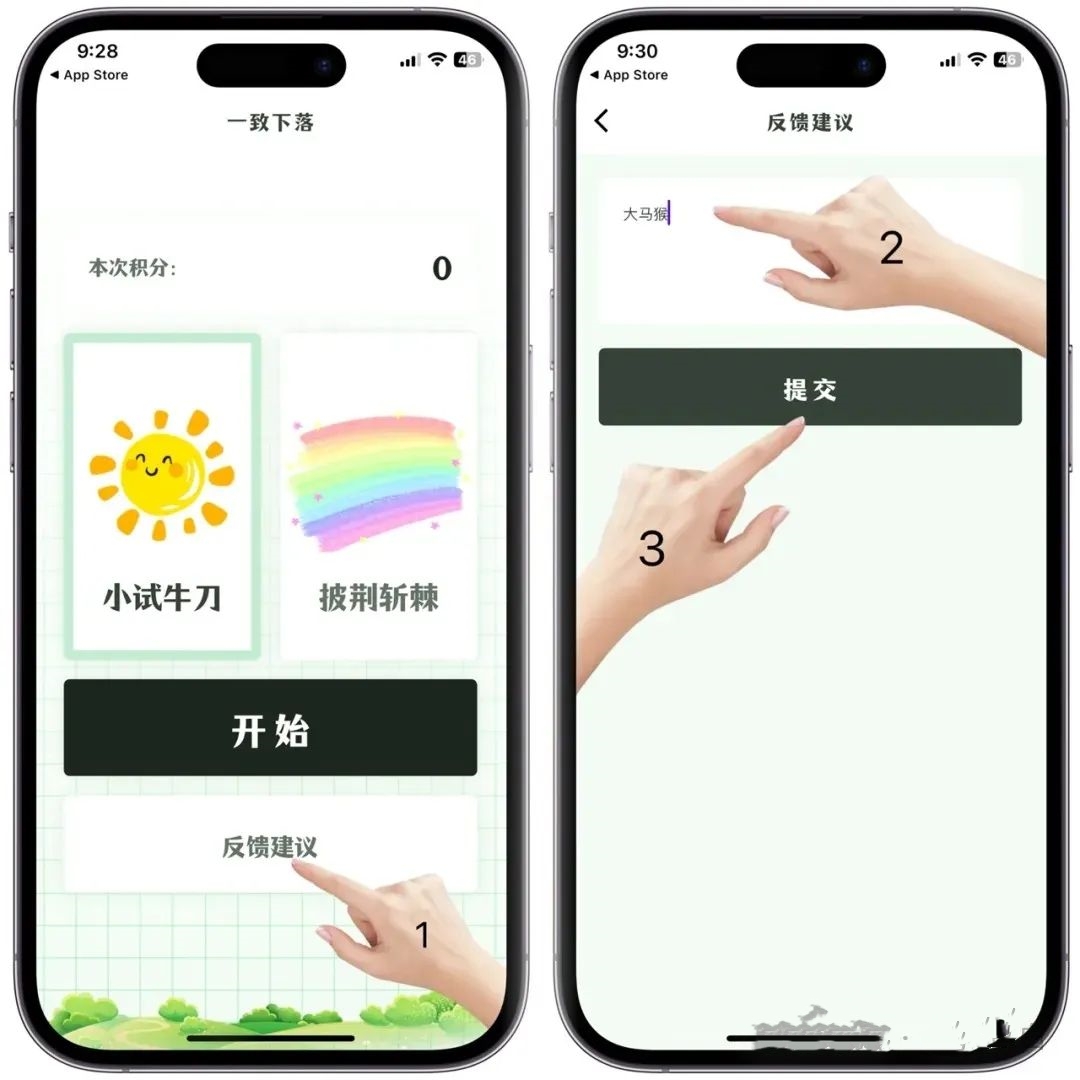 9:28
46
◀ App Store
一致下落
本次积分:
0
小试牛刀
披荆斩棘
开始
反馈建议
1
9:30
46
◀ App Store
反馈建议
大马猴
2
提交
3